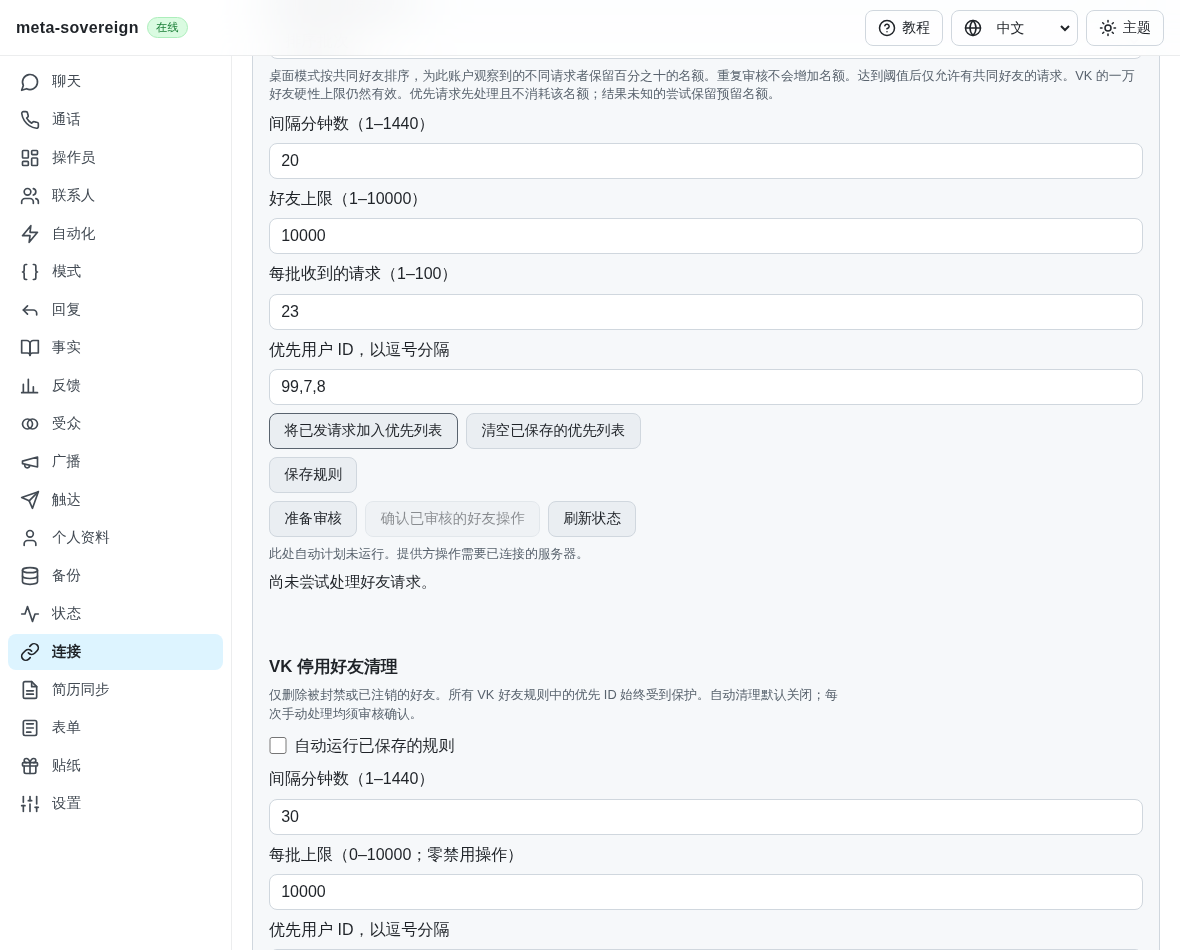 meta-sovereign
在线
教程
中文
主题
聊天
通话
操作员
联系人
自动化
模式
回复
事实
反馈
受众
广播
触达
个人资料
备份
状态
连接
简历同步
表单
贴纸
设置
桌面模式按共同好友排序，为此账户观察到的不同请求者保留百分之十的名额。重复审核不会增加名额。达到阈值后仅允许有共同好友的请求。VK 的一万
好友硬性上限仍然有效。优先请求先处理且不消耗该名额；结果未知的尝试保留预留名额。
间隔分钟数（1–1440）
20
好友上限（1–10000）
10000
每批收到的请求（1–100）
23
优先用户 ID，以逗号分隔
99,7,8
将已发请求加入优先列表
清空已保存的优先列表
保存规则
准备审核
确认已审核的好友操作
刷新状态
此处自动计划未运行。提供方操作需要已连接的服务器。
尚未尝试处理好友请求。
VK 停用好友清理
仅删除被封禁或已注销的好友。所有 VK 好友规则中的优先 ID 始终受到保护。自动清理默认关闭；每
次手动处理均须审核确认。
自动运行已保存的规则
间隔分钟数（1–1440）
30
每批上限（0–10000；零禁用操作）
10000
优先用户 ID，以逗号分隔